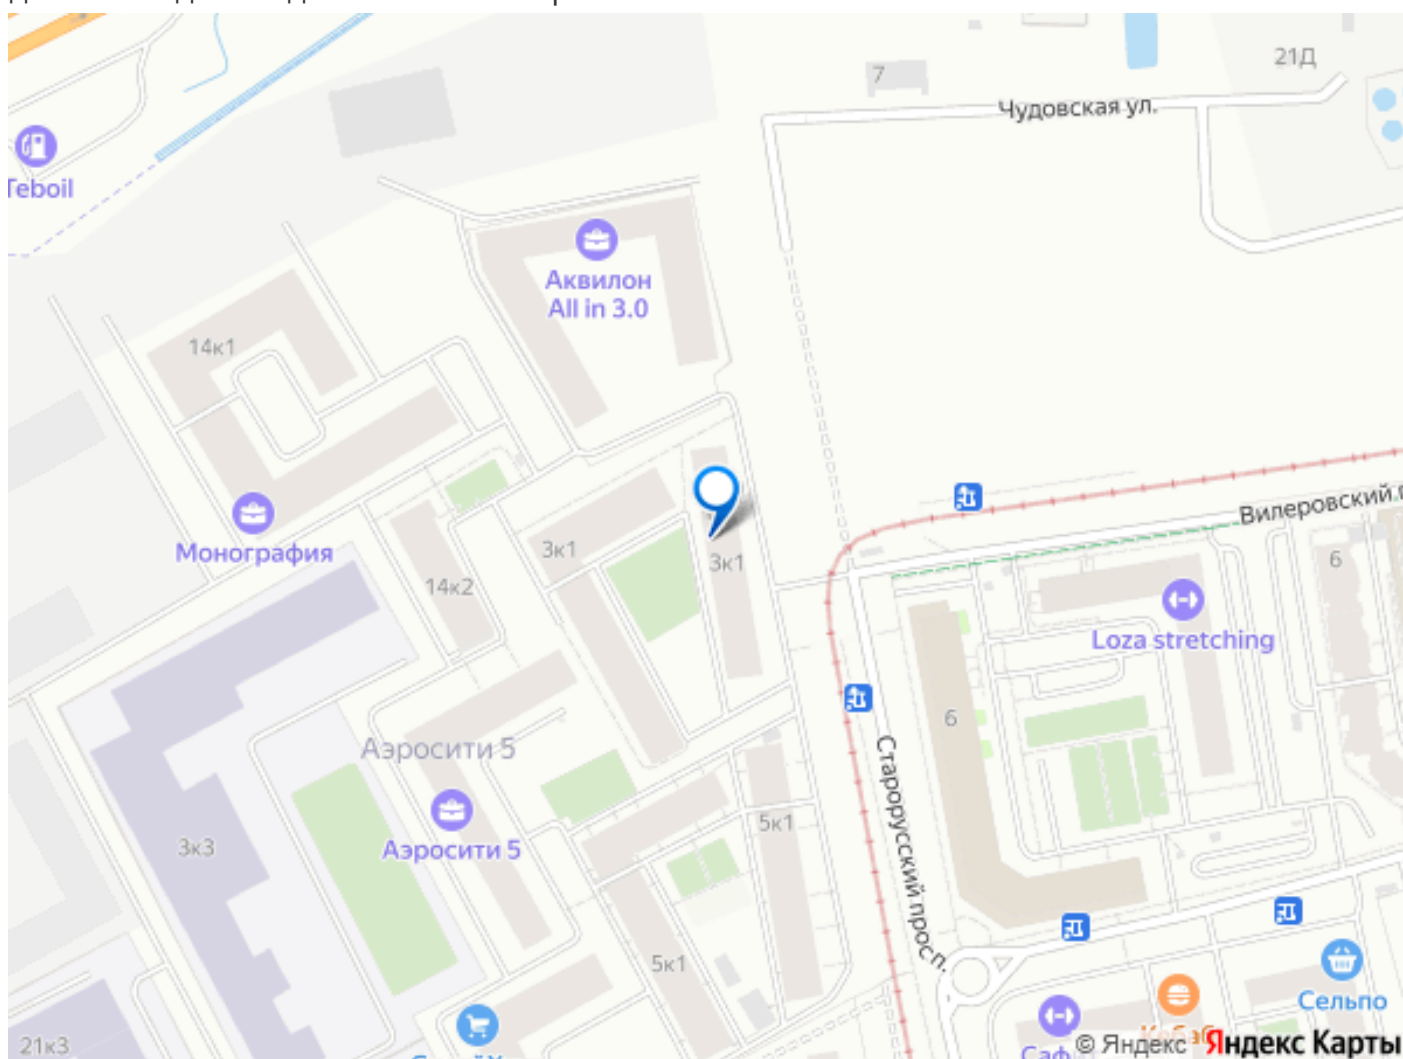 7
21Д
Чудовская ул.
Teboil
Аквилон
All in 3.0
14к1
Вилеровский
Монография
3к1
3к1
14к2
6
Loza stretching
6
Аэросити 5
Старорусский просп.
5к1
3к3
Аэросити 5
5к1
Сельпо
21к3
© Яндекс Яндекс Карты